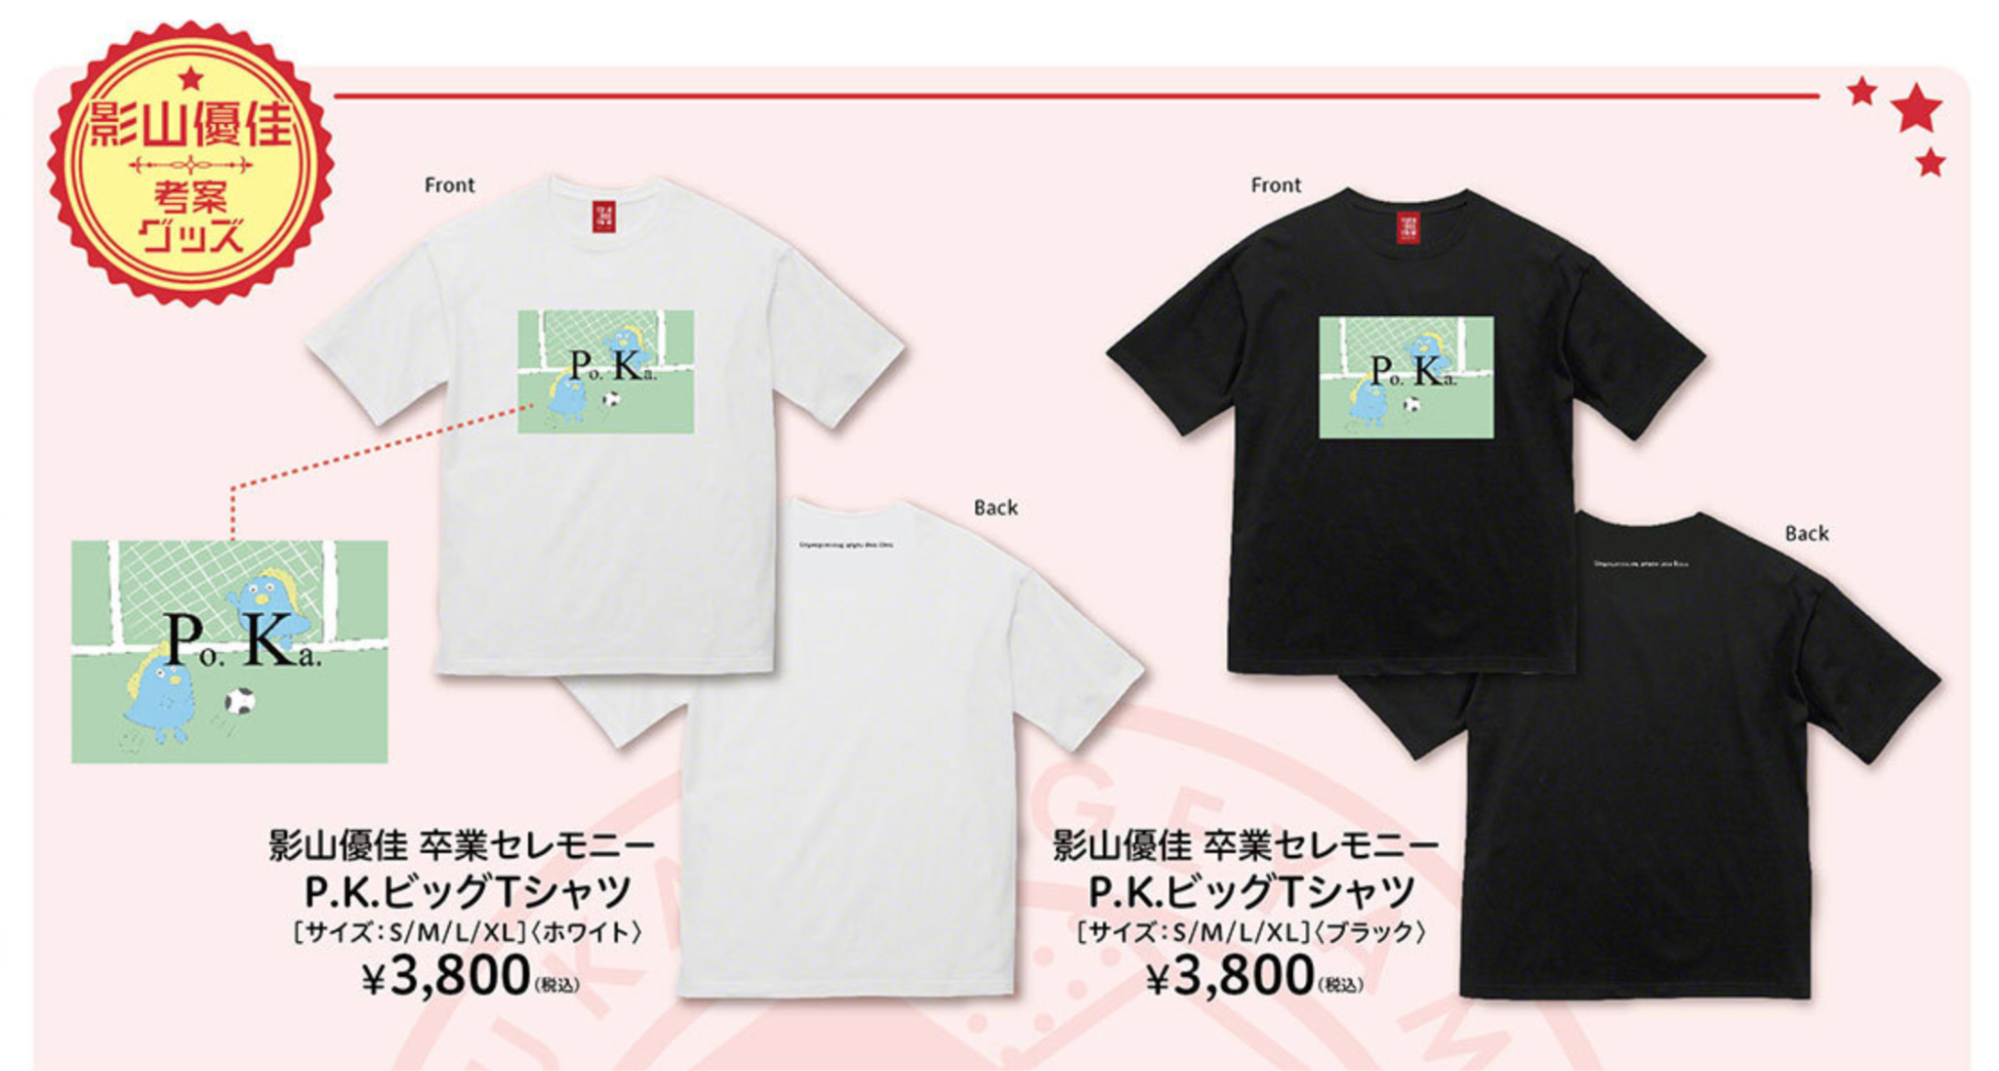 影山優佳
考案
グッズ
Front
Po. Ka.
Back
Po. Ka.
影山優佳 卒業セレモニー
P.K.ビッグTシャツ
[サイズ:S/M/L/XL]〈ホワイト〉
¥3,800(税込)
Front
Po. Ka.
Back
影山優佳 卒業セレモニー
P.K.ビッグTシャツ
[サイズ:S/M/L/XL]〈ブラック〉
¥3,800(税込)